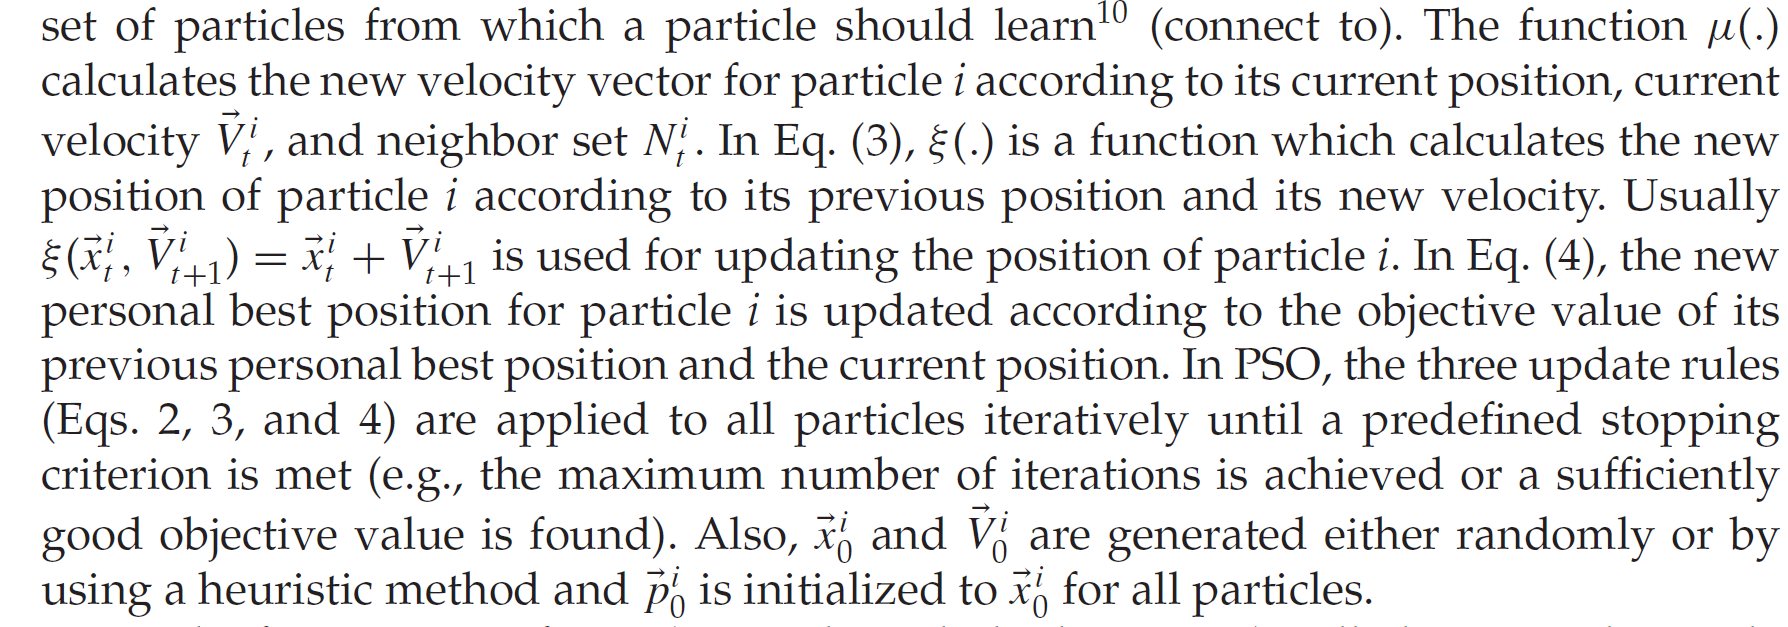 set of particles from which a particle should learn¹⁰ (connect to). The function μ(.)
calculates the new velocity vector for particle i according to its current position, current
velocity $\vec{V}_t^i$, and neighbor set $N_t^i$. In Eq. (3), ξ(.) is a function which calculates the new
position of particle i according to its previous position and its new velocity. Usually
$\xi(\vec{x}_t^i, \vec{V}_{t+1}^i) = \vec{x}_t^i + \vec{V}_{t+1}^i$ is used for updating the position of particle i. In Eq. (4), the new
personal best position for particle i is updated according to the objective value of its
previous personal best position and the current position. In PSO, the three update rules
(Eqs. 2, 3, and 4) are applied to all particles iteratively until a predefined stopping
criterion is met (e.g., the maximum number of iterations is achieved or a sufficiently
good objective value is found). Also, $\vec{x}_0^i$ and $\vec{V}_0^i$ are generated either randomly or by
using a heuristic method and $\vec{p}_0^i$ is initialized to $\vec{x}_0^i$ for all particles.